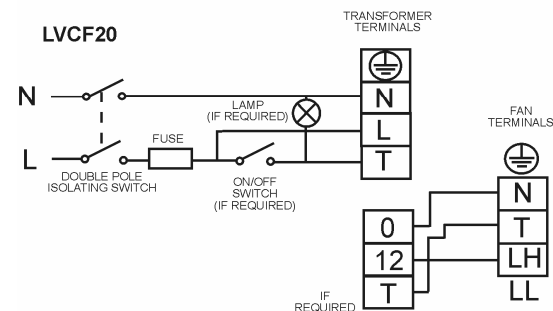 LVCF20
TRANSFORMER
TERMINALS
N
L
FUSE
DOUBLE POLE
ISOLATING SWITCH
LAMP
(IF REQUIRED)
ON/OFF
SWITCH
(IF REQUIRED)
N
L
T
FAN
TERMINALS
N
T
LH
LL
0
12
T
IF
REQUIRED